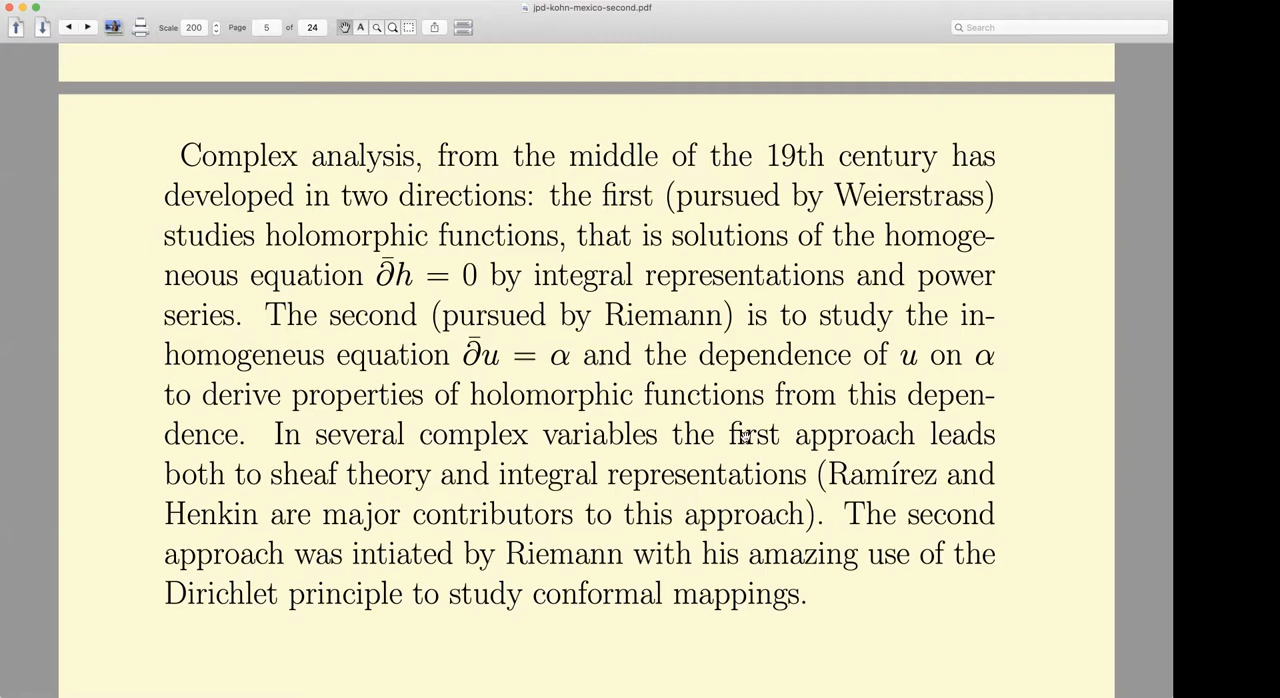 jpd-kohn-mexico-second.pdf
Scale 200 Page 5 of 24 A Search
Complex analysis, from the middle of the 19th century has
developed in two directions: the first (pursued by Weierstrass)
studies holomorphic functions, that is solutions of the homoge-
neous equation ∂̄h = 0 by integral representations and power
series. The second (pursued by Riemann) is to study the in-
homogeneus equation ∂̄u = α and the dependence of u on α
to derive properties of holomorphic functions from this depen-
dence. In several complex variables the first approach leads
both to sheaf theory and integral representations (Ramírez and
Henkin are major contributors to this approach). The second
approach was intiated by Riemann with his amazing use of the
Dirichlet principle to study conformal mappings.